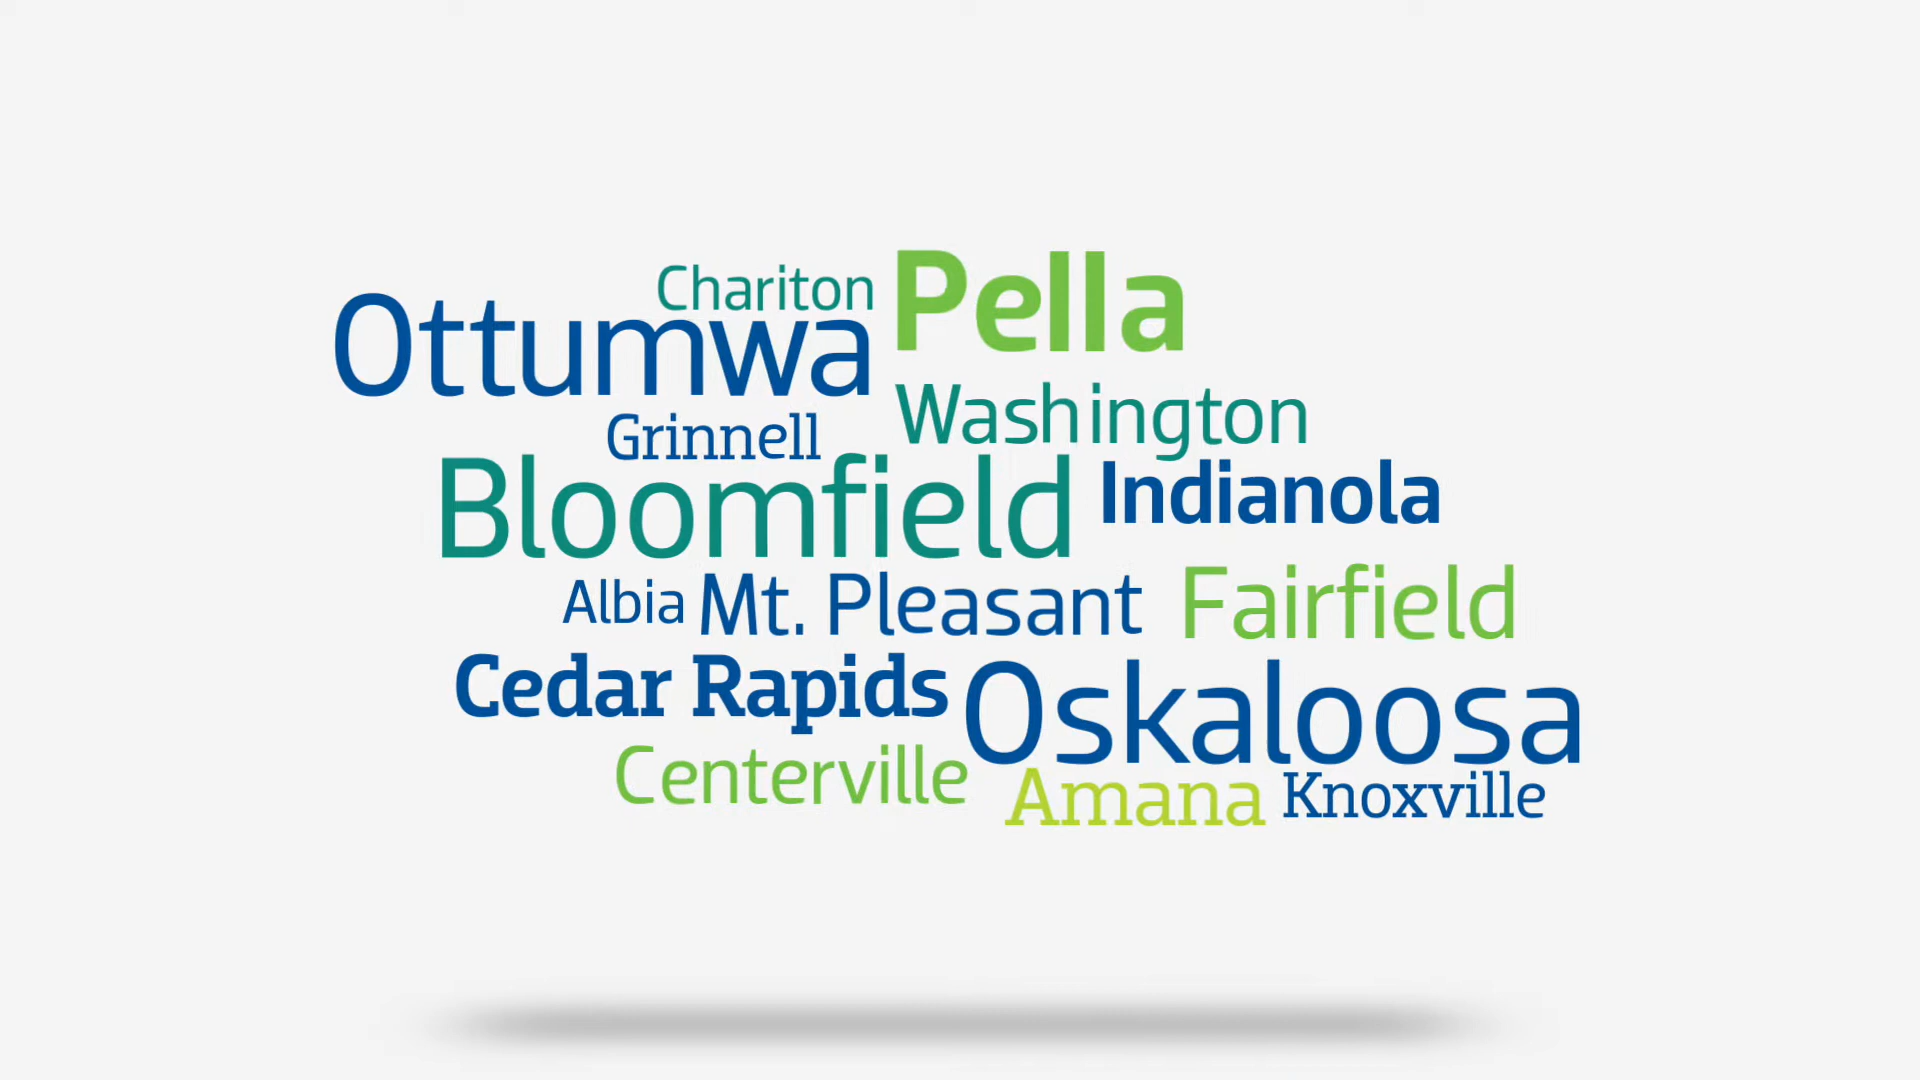 Chariton
Pella
Ottumwa
Washington
Grinnell
Bloomfield
Indianola
Albia
Mt. Pleasant
Fairfield
Cedar Rapids
Oskaloosa
Centerville
Amana
Knoxville